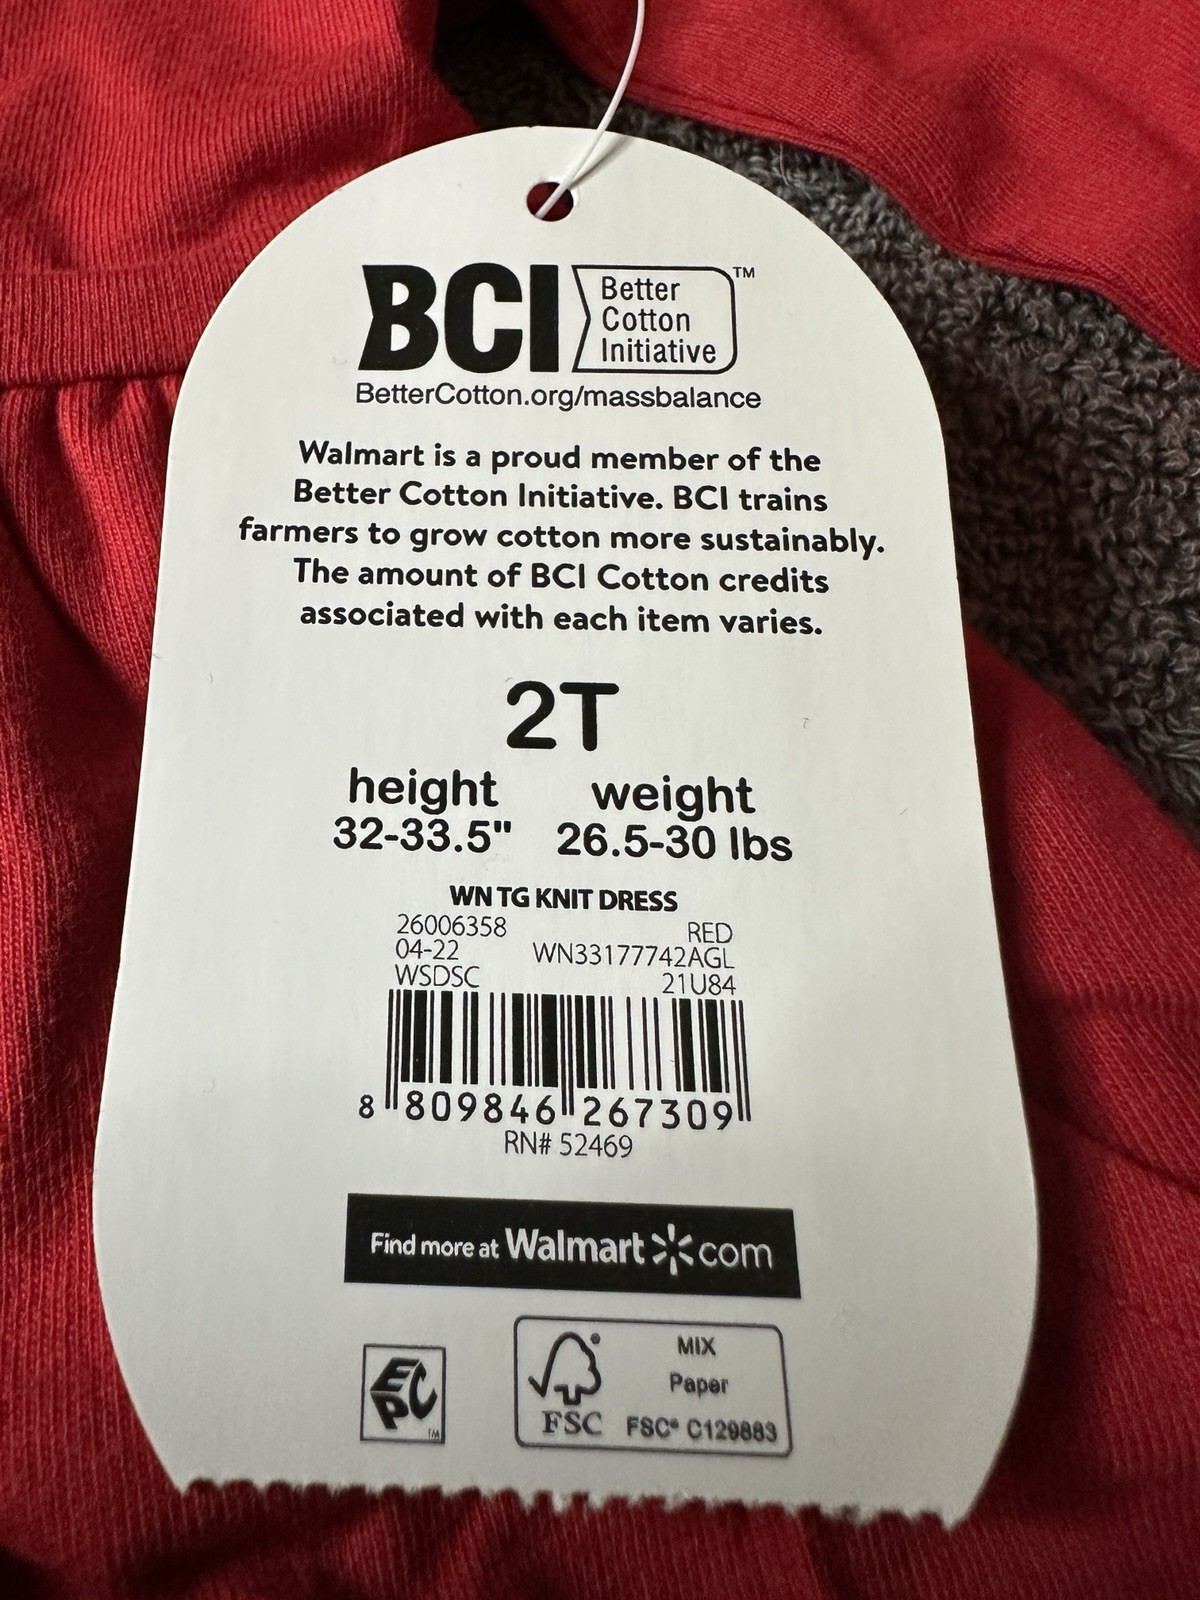 BCI Better Cotton Initiative™
BetterCotton.org/massbalance
Walmart is a proud member of the
Better Cotton Initiative. BCI trains
farmers to grow cotton more sustainably.
The amount of BCI Cotton credits
associated with each item varies.
2T
height weight
32-33.5" 26.5-30 lbs
WN TG KNIT DRESS
26006358 RED
04-22 WN33177742AGL
WSDSC 21U84
8 809846 267309
RN# 52469
Find more at Walmart com
EPC TM
FSC® MIX
Paper
FSC® C129883